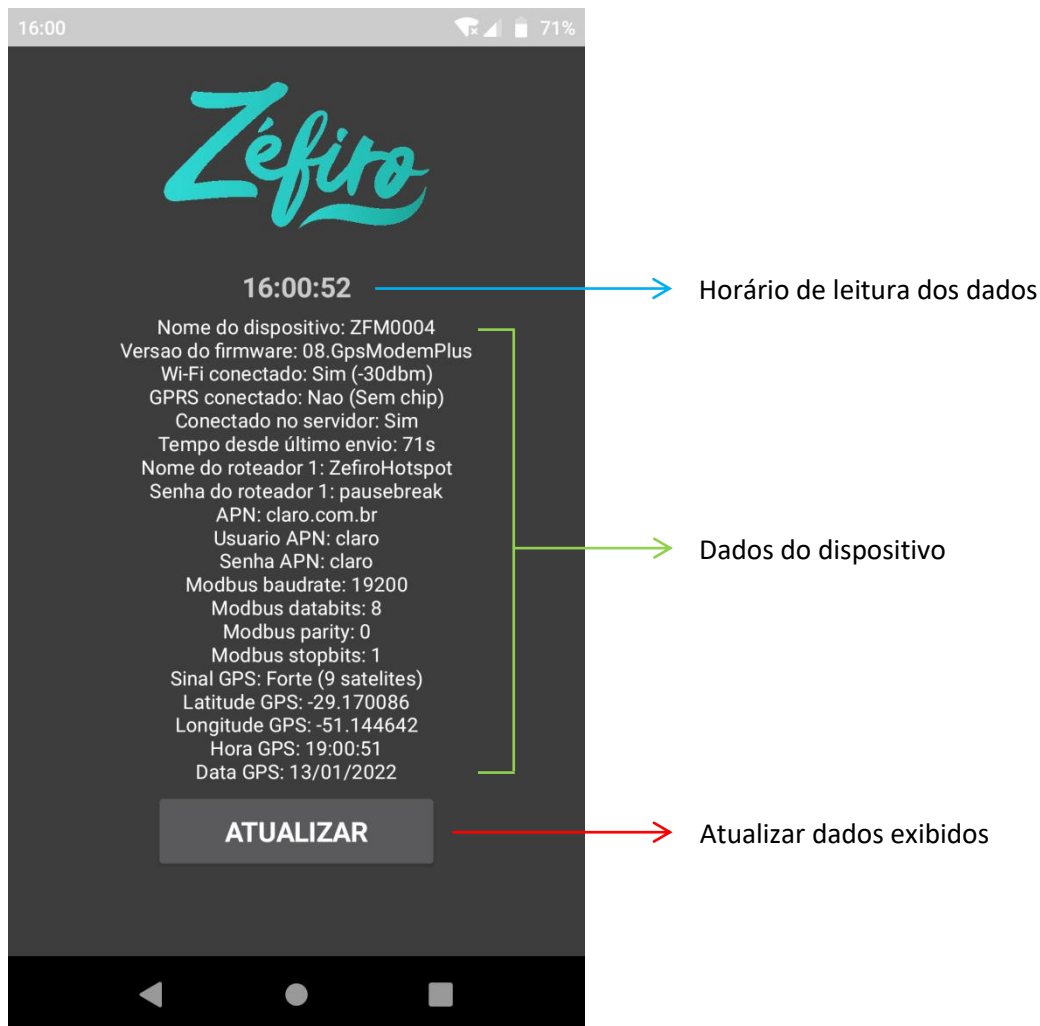 16:00
71%
Zéfiro
16:00:52
Horário de leitura dos dados
Nome do dispositivo: ZFM0004
Versao do firmware: 08.GpsModemPlus
Wi-Fi conectado: Sim (-30dbm)
GPRS conectado: Nao (Sem chip)
Conectado no servidor: Sim
Tempo desde último envio: 71s
Nome do roteador 1: ZefiroHotspot
Senha do roteador 1: pausebreak
APN: claro.com.br
Usuario APN: claro
Senha APN: claro
Modbus baudrate: 19200
Modbus databits: 8
Modbus parity: 0
Modbus stopbits: 1
Sinal GPS: Forte (9 satelites)
Latitude GPS: -29.170086
Longitude GPS: -51.144642
Hora GPS: 19:00:51
Data GPS: 13/01/2022
Dados do dispositivo
ATUALIZAR
Atualizar dados exibidos